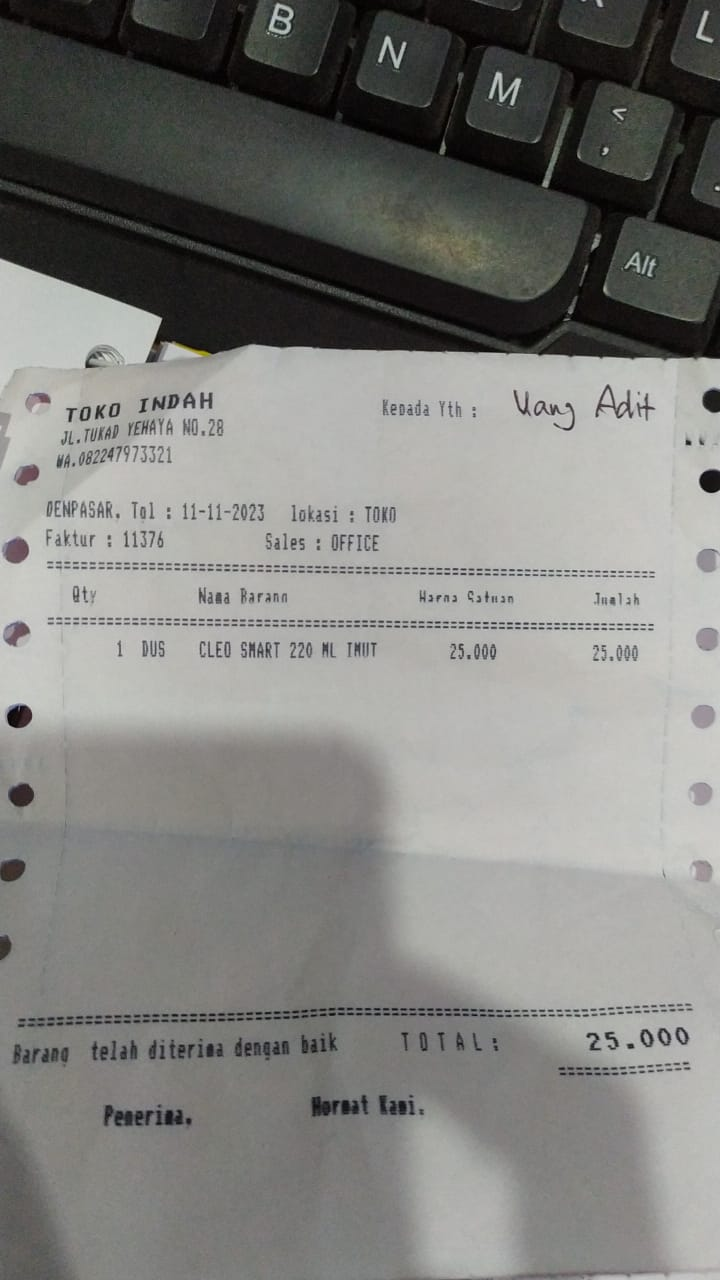 B N M L
< ,
Alt
TOKO INDAH
JL.TUKAD YEHAYA NO.28
WA.082247973321
Kepada Yth : Uang Adit
DENPASAR, Tgl : 11-11-2023 lokasi : TOKO
Faktur : 11376 Sales : OFFICE
Qty Nama Barang Harga Satuan Jumlah
1 DUS CLEO SMART 220 ML IMUT 25.000 25.000
Barang telah diterima dengan baik TOTAL: 25.000
Penerima. Hormat Kami.